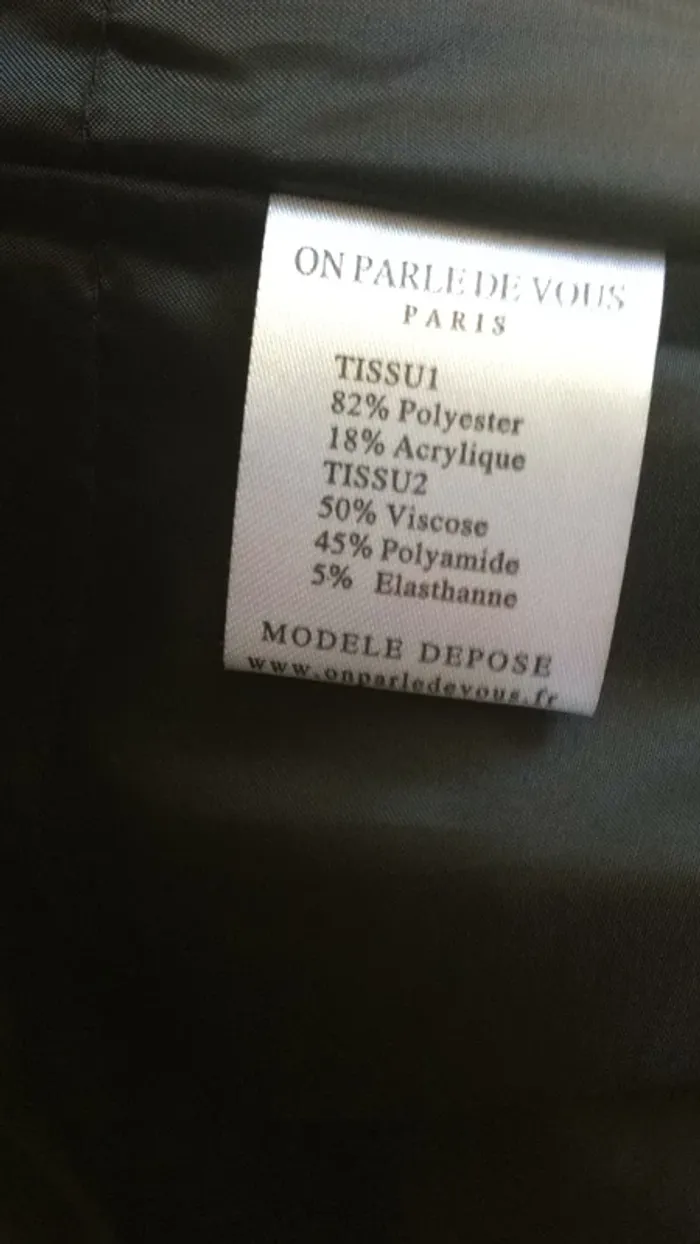 ON PARLE DE VOUS
PARIS
TISSU1
82% Polyester
18% Acrylique
TISSU2
50% Viscose
45% Polyamide
5% Elasthanne
MODELE DEPOSE
www.onparledevous.fr